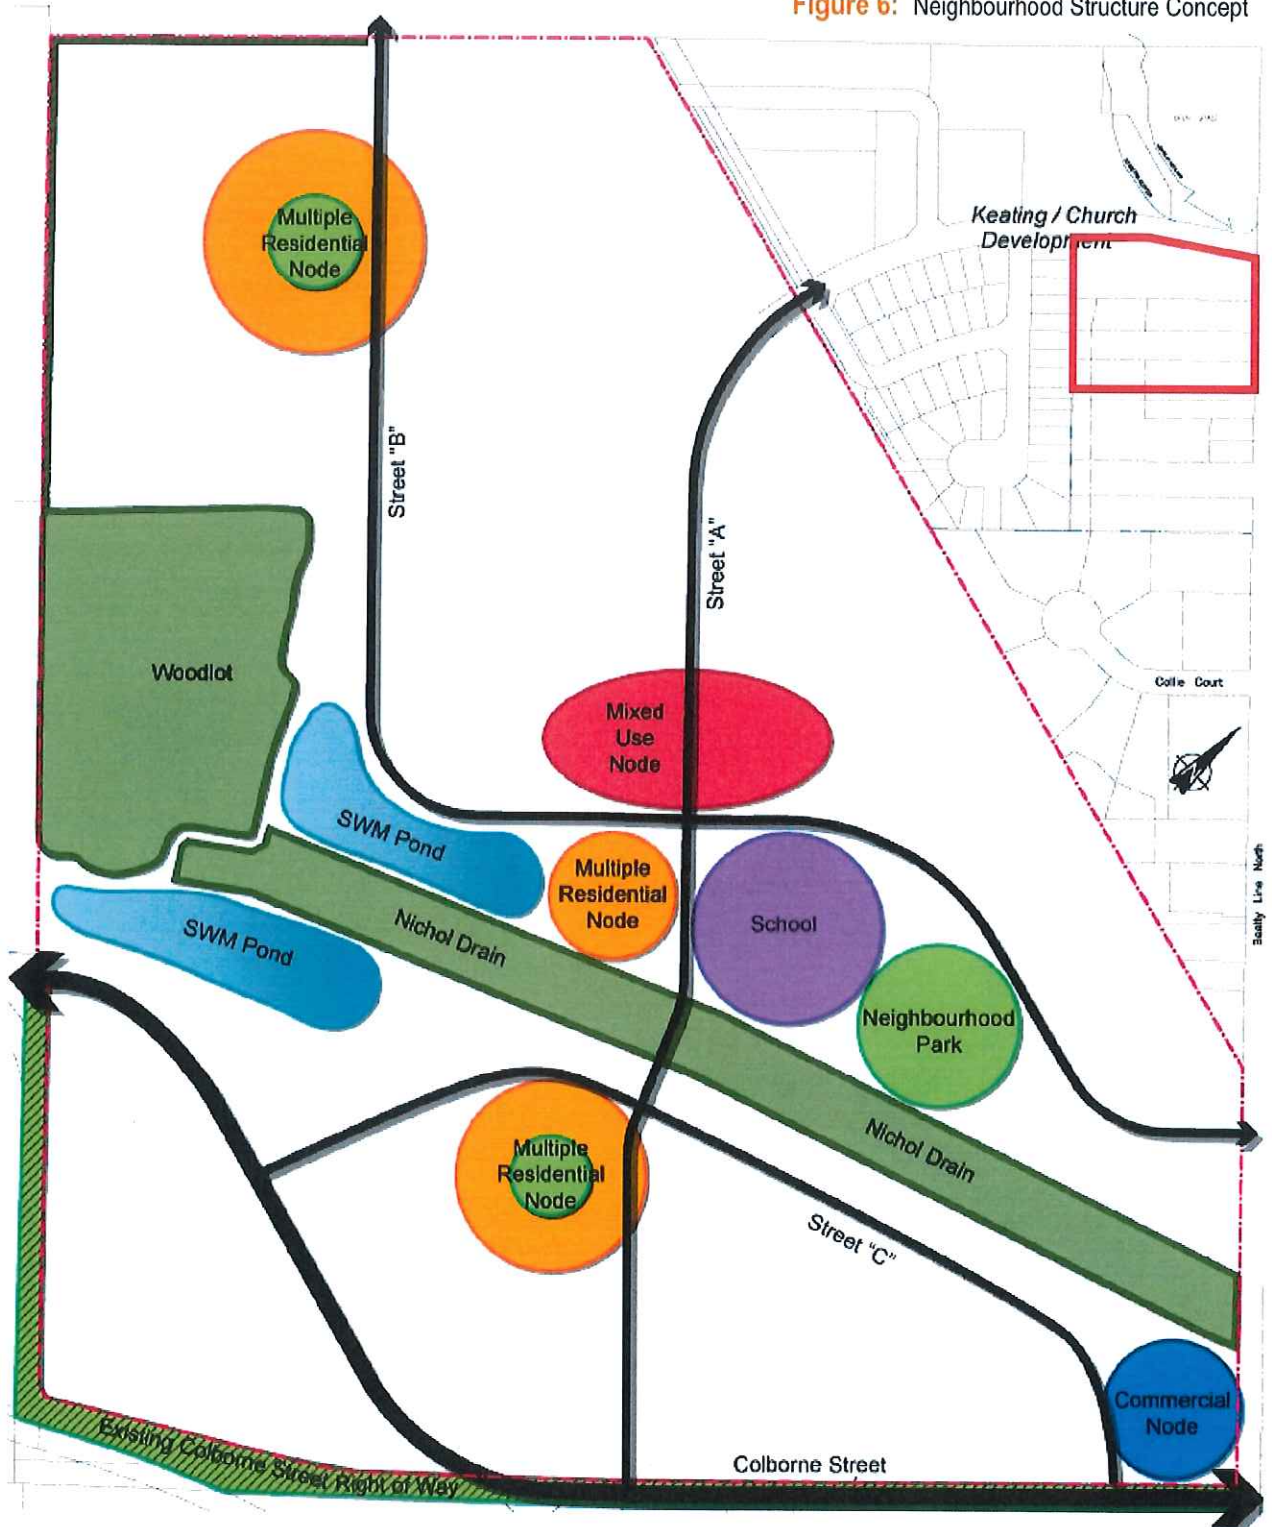 Figure 6: Neighbourhood Structure Concept
Keating / Church
Development
Multiple
Residential
Node
Street "B"
Street "A"
Woodlot
Collie Court
Mixed
Use
Node
SWM Pond
Multiple
Residential
Node
School
Beatty Line North
SWM Pond
Nichol Drain
Neighbourhood
Park
Nichol Drain
Multiple
Residential
Node
Street "C"
Commercial
Node
Existing Colborne Street Right of Way
Colborne Street